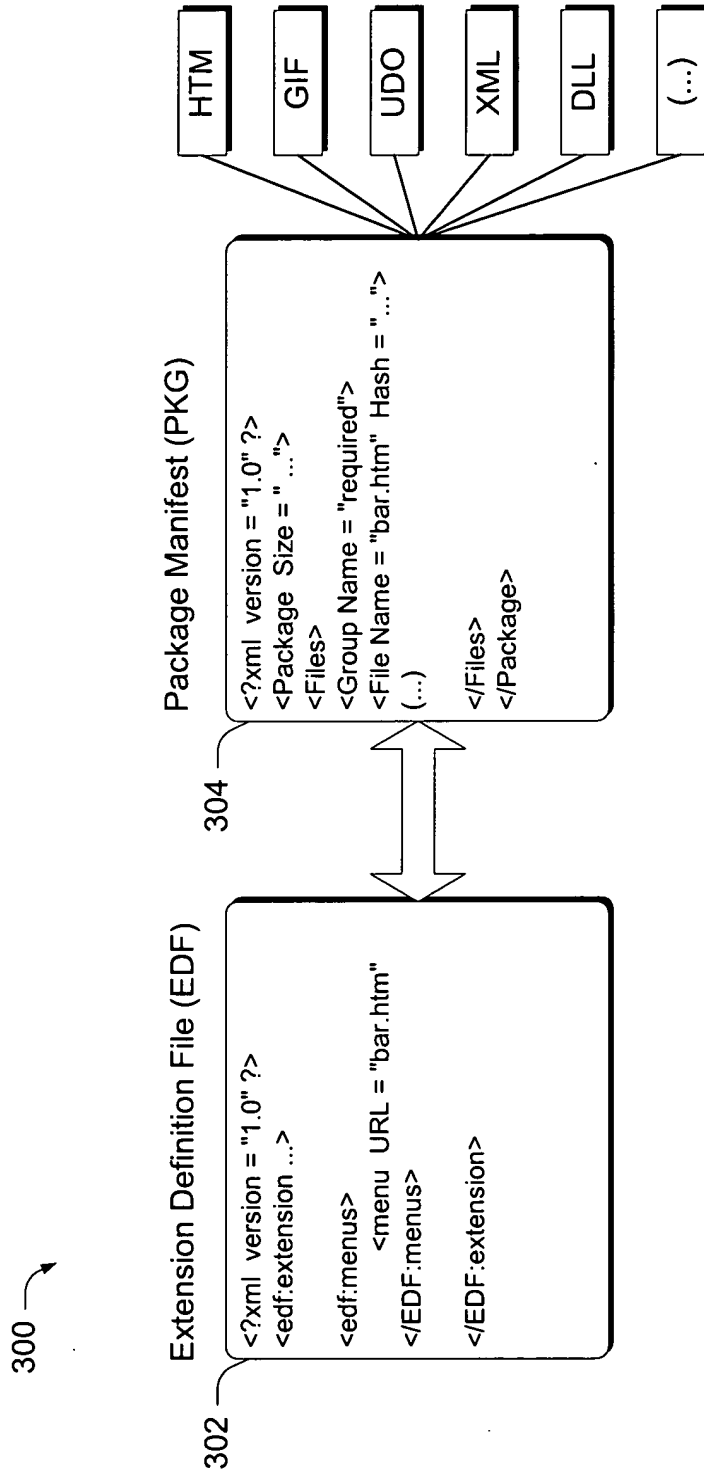 300
Extension Definition File (EDF)
302
<?xml version = "1.0" ?>
<edf:extension ...>
<edf:menus>
<menu URL = "bar.htm"
</EDF:menus>
</EDF:extension>
Package Manifest (PKG)
304
<?xml version = "1.0" ?>
<Package Size = " ...">
<Files>
<Group Name = "required">
<File Name = "bar.htm" Hash = "...">
(...)
</Files>
</Package>
HTM
GIF
UDO
XML
DLL
(...)